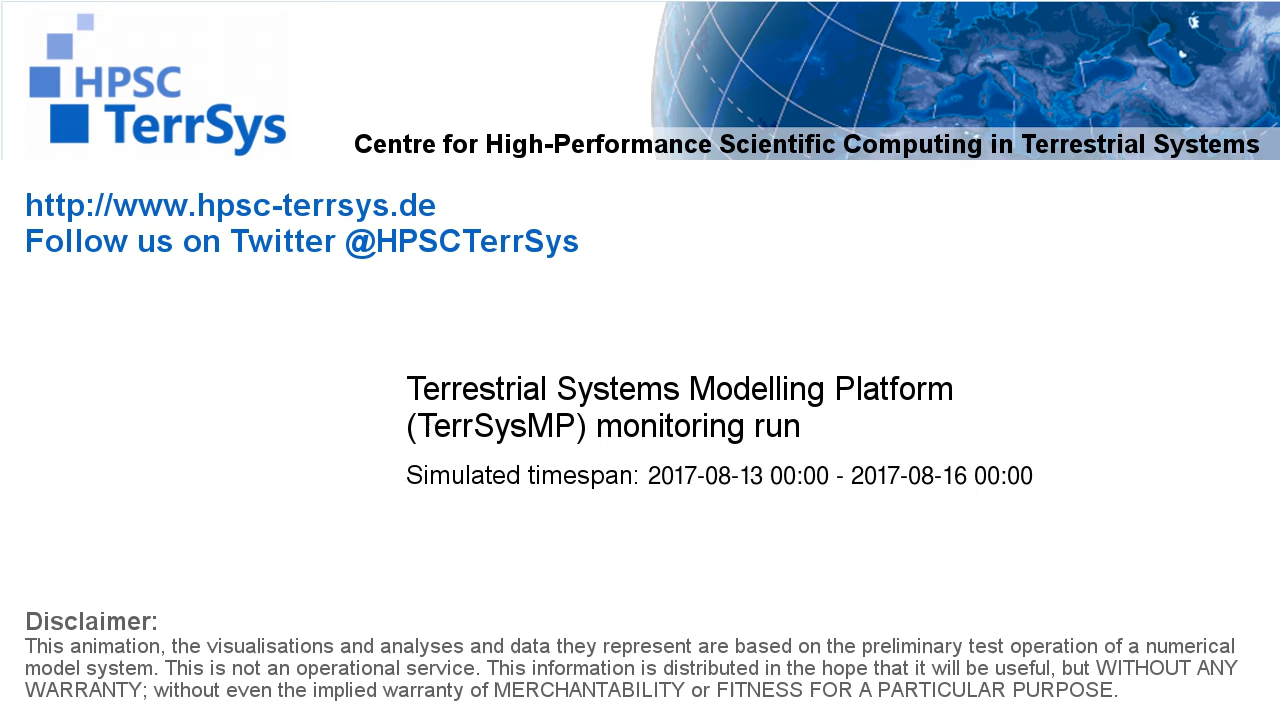 HPSC
TerrSys
Centre for High-Performance Scientific Computing in Terrestrial Systems
http://www.hpsc-terrsys.de
Follow us on Twitter @HPSCTerrSys
Terrestrial Systems Modelling Platform
(TerrSysMP) monitoring run
Simulated timespan: 2017-08-13 00:00 - 2017-08-16 00:00
Disclaimer:
This animation, the visualisations and analyses and data they represent are based on the preliminary test operation of a numerical
model system. This is not an operational service. This information is distributed in the hope that it will be useful, but WITHOUT ANY
WARRANTY; without even the implied warranty of MERCHANTABILITY or FITNESS FOR A PARTICULAR PURPOSE.